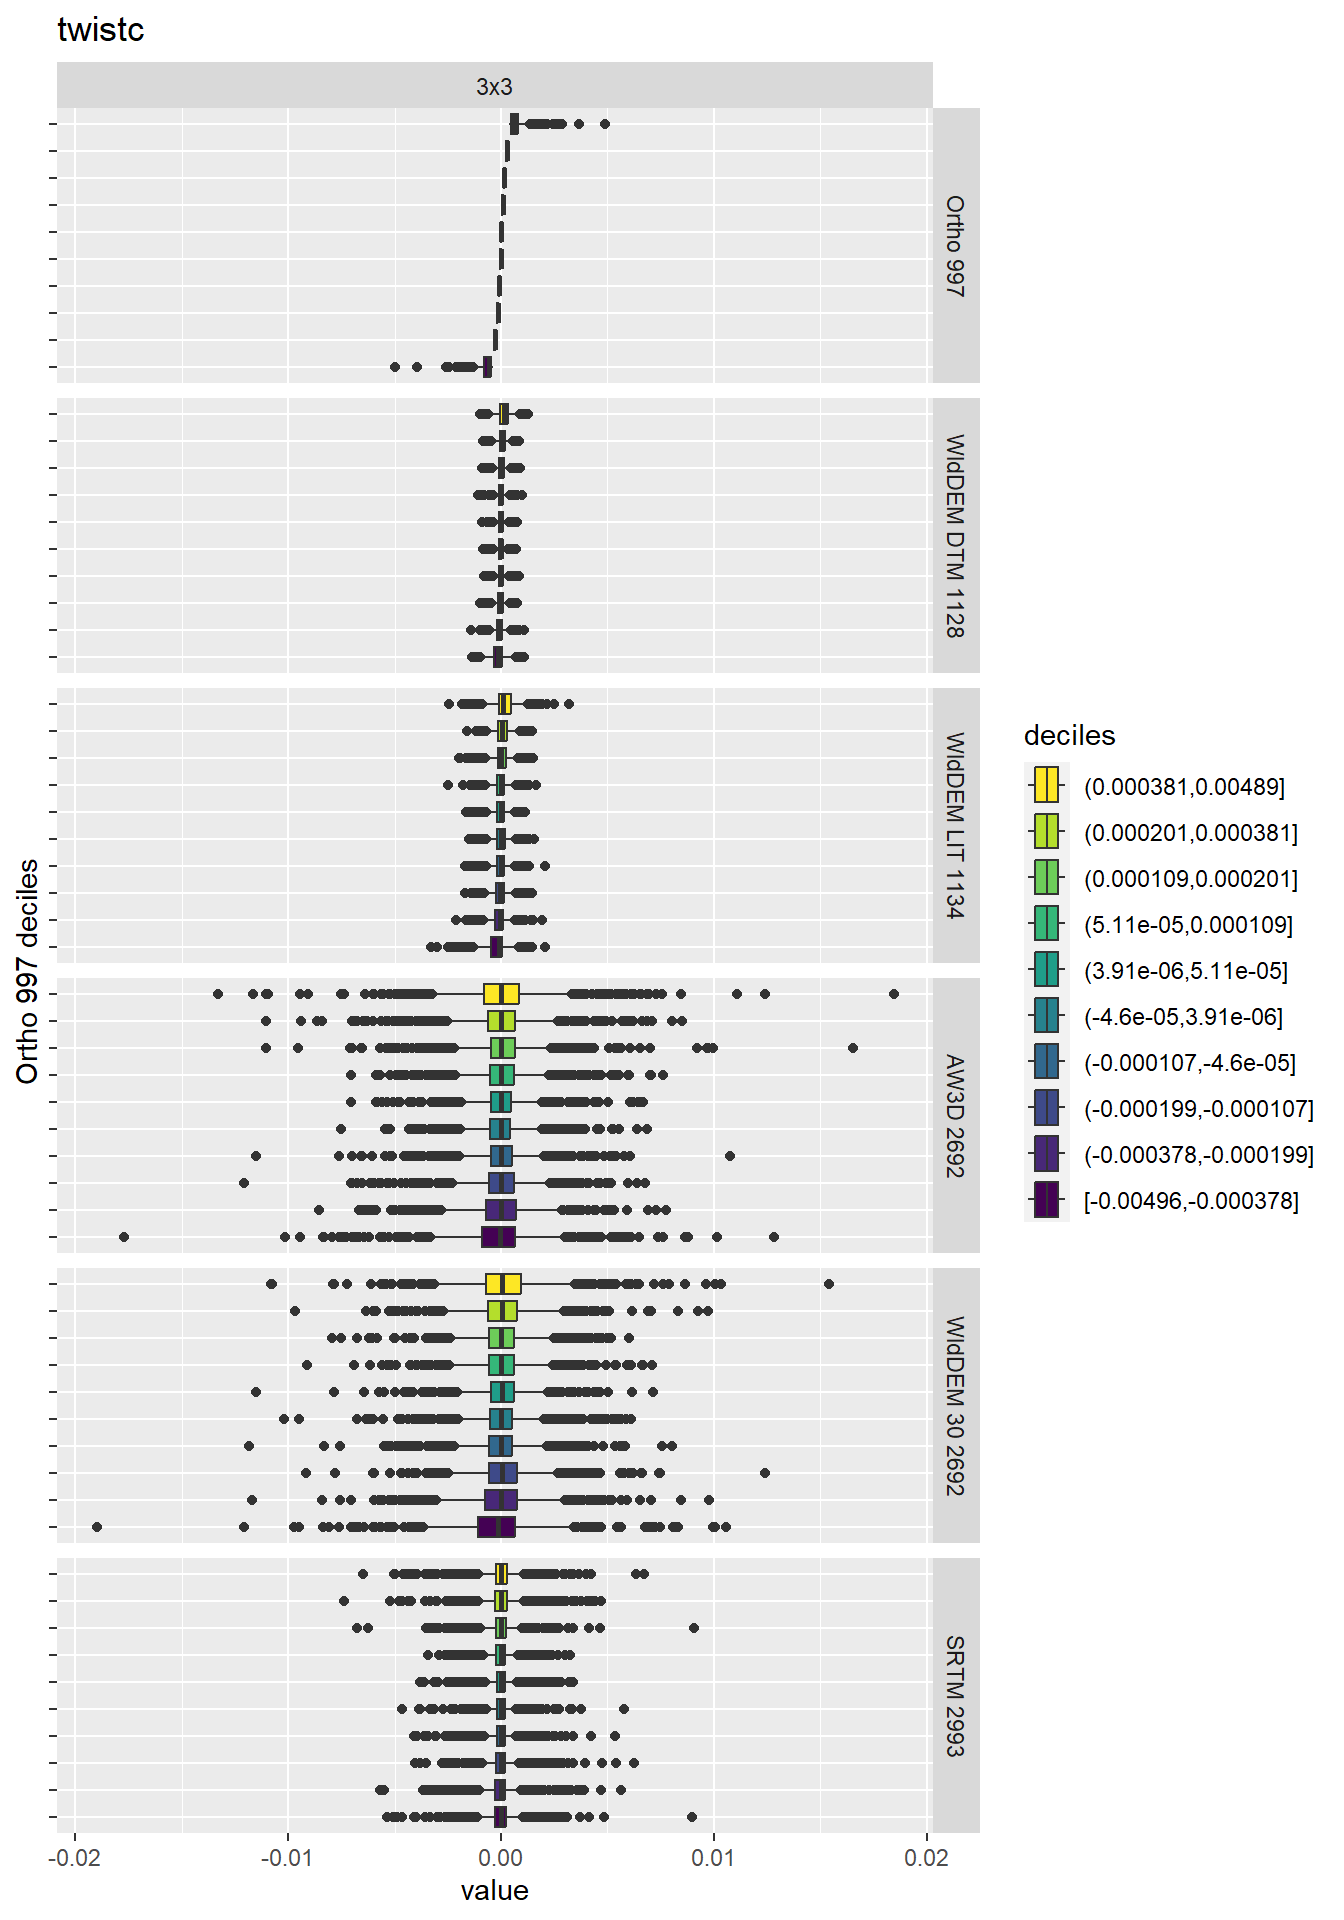 twistc
3x3
Ortho 997
WldDEM DTM 1128
WldDEM LIT 1134
AW3D 2692
WldDEM 30 2692
SRTM 2993
Ortho 997 deciles
-0.02
-0.01
0.00
0.01
0.02
value
deciles
(0.000381,0.00489]
(0.000201,0.000381]
(0.000109,0.000201]
(5.11e-05,0.000109]
(3.91e-06,5.11e-05]
(-4.6e-05,3.91e-06]
(-0.000107,-4.6e-05]
(-0.000199,-0.000107]
(-0.000378,-0.000199]
[-0.00496,-0.000378]